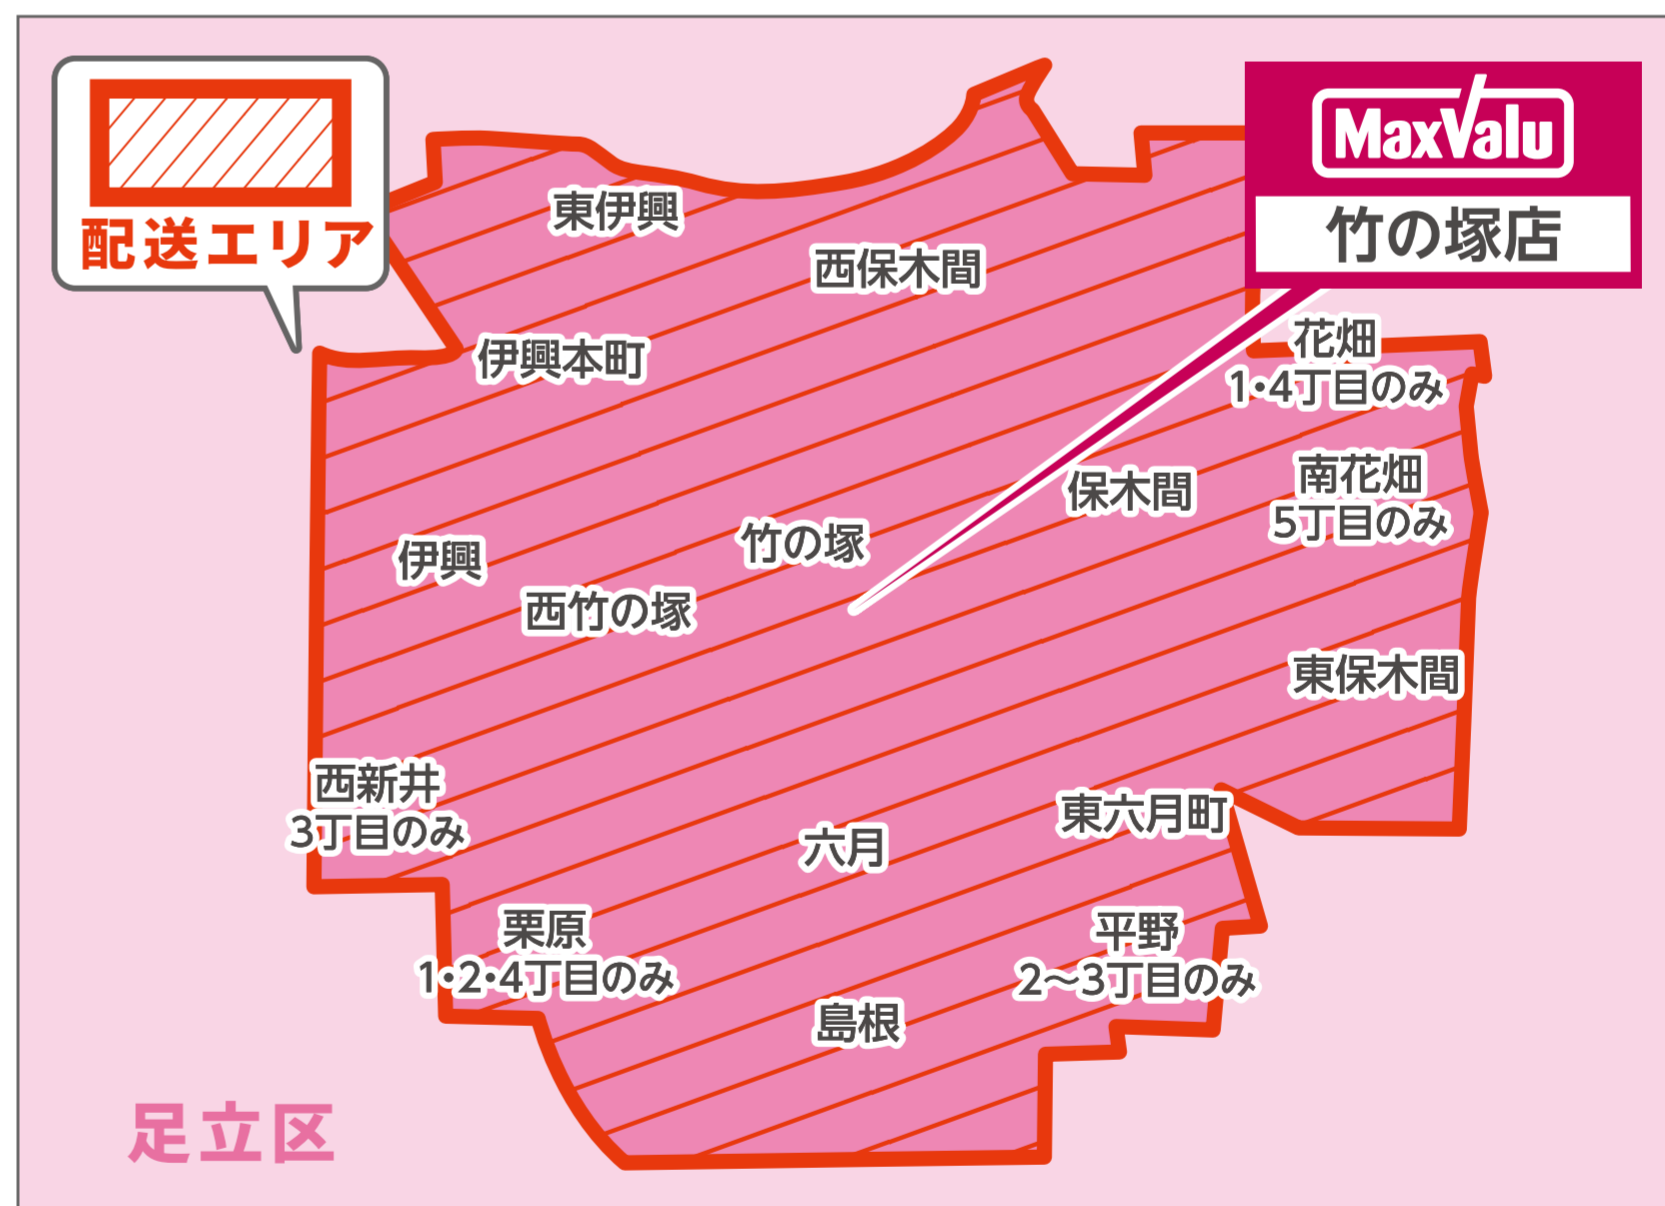 配送エリア
MaxValu
竹の塚店
東伊興
西保木間
伊興本町
花畑
1・4丁目のみ
南花畑
5丁目のみ
保木間
竹の塚
伊興
西竹の塚
東保木間
西新井
3丁目のみ
六月
東六月町
栗原
1・2・4丁目のみ
平野
2〜3丁目のみ
島根
足立区